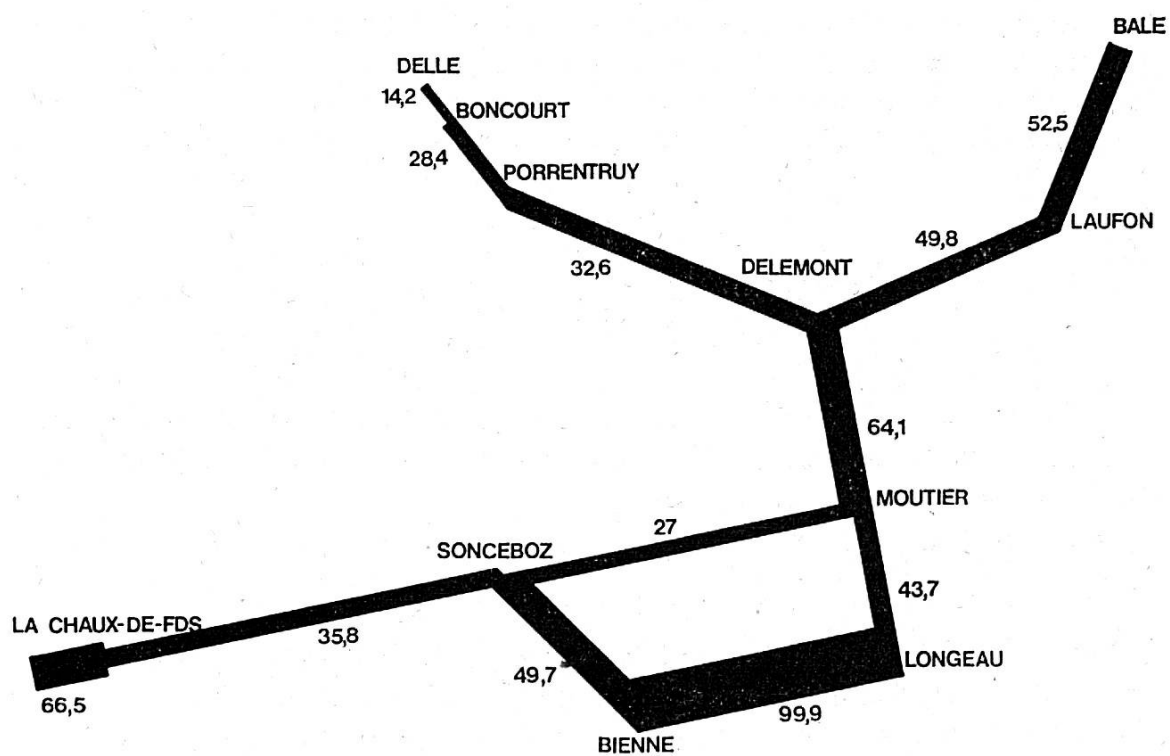 BALE
DELLE
14,2
BONCOURT
52,5
28,4
PORRENTRUY
LAUFON
49,8
DELEMONT
32,6
64,1
MOUTIER
27
SONCEBOZ
43,7
LA CHAUX-DE-FDS
35,8
LONGEAU
49,7
66,5
99,9
BIENNE